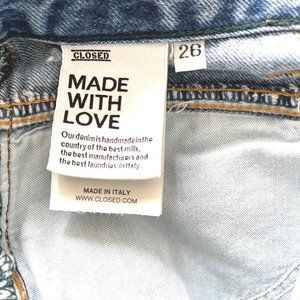 CLOSED
26
MADE
WITH
LOVE
Our denim is handmade in the
country of the best mills,
the best manufacturers and
the best laundries: in Italy.
MADE IN ITALY
WWW.CLOSED.COM